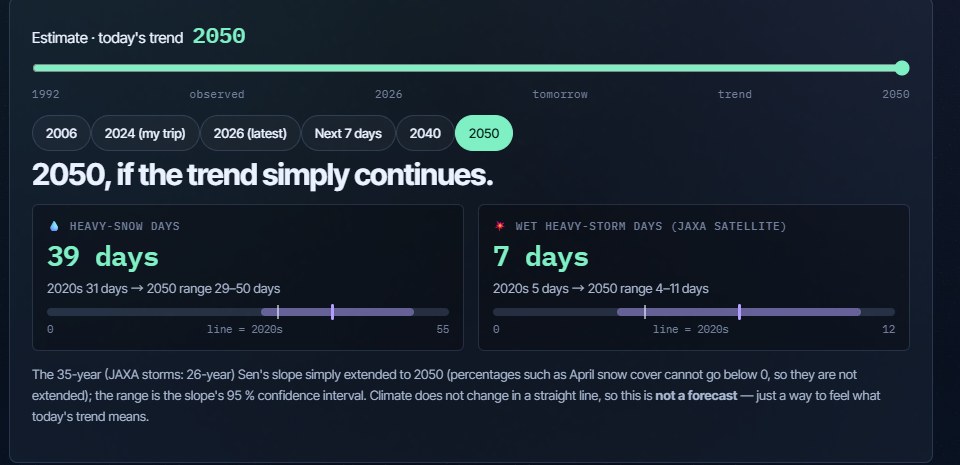 Estimate · today's trend 2050
1992 observed 2026 tomorrow trend 2050
2006 2024 (my trip) 2026 (latest) Next 7 days 2040 2050
2050, if the trend simply continues.
HEAVY-SNOW DAYS
39 days
2020s 31 days → 2050 range 29–50 days
0 line = 2020s 55
WET HEAVY-STORM DAYS (JAXA SATELLITE)
7 days
2020s 5 days → 2050 range 4–11 days
0 line = 2020s 12
The 35-year (JAXA storms: 26-year) Sen's slope simply extended to 2050 (percentages such as April snow cover cannot go below 0, so they are not
extended); the range is the slope's 95 % confidence interval. Climate does not change in a straight line, so this is not a forecast — just a way to feel what
today's trend means.